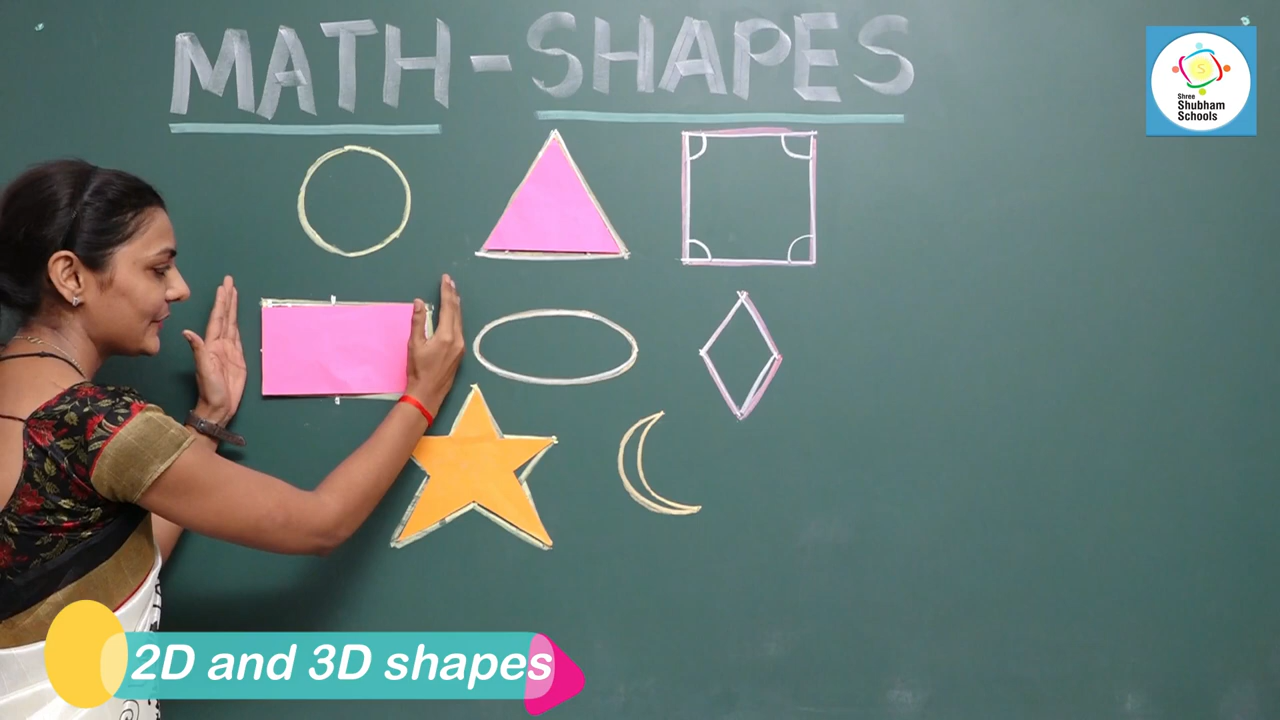 MATH-SHAPES
Shree
Shubham
Schools
S
2D and 3D shapes